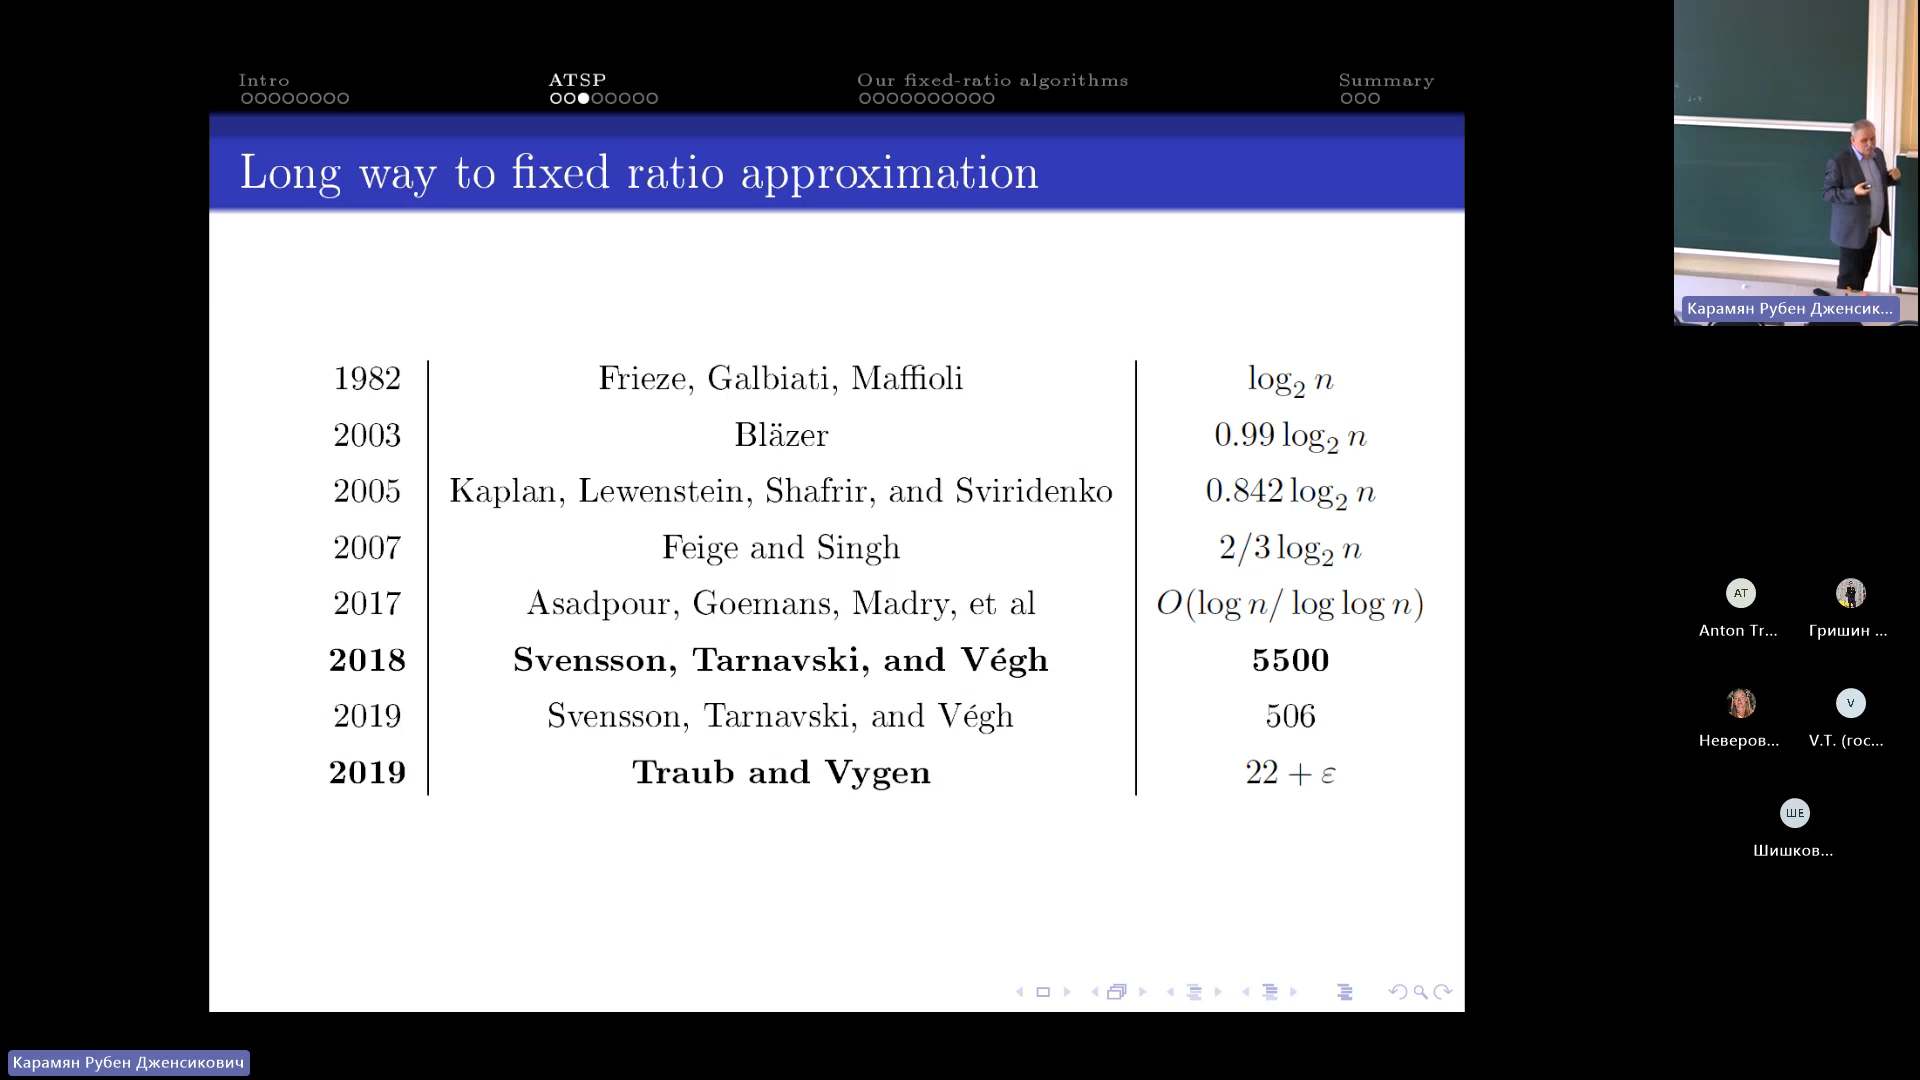 Intro
ATSP
Our fixed-ratio algorithms
Summary
Long way to fixed ratio approximation
1982 Frieze, Galbiati, Maffioli log₂ n
2003 Bläzer 0.99 log₂ n
2005 Kaplan, Lewenstein, Shafrir, and Sviridenko 0.842 log₂ n
2007 Feige and Singh 2/3 log₂ n
2017 Asadpour, Goemans, Madry, et al O(log n/ log log n)
2018 Svensson, Tarnavski, and Végh 5500
2019 Svensson, Tarnavski, and Végh 506
2019 Traub and Vygen 22 + ε
Карамян Рубен Дженсик...
AT
Anton Tr...
Гришин ...
Неверов...
V
V.T. (гос...
ШЕ
Шишков...
Карамян Рубен Дженсикович